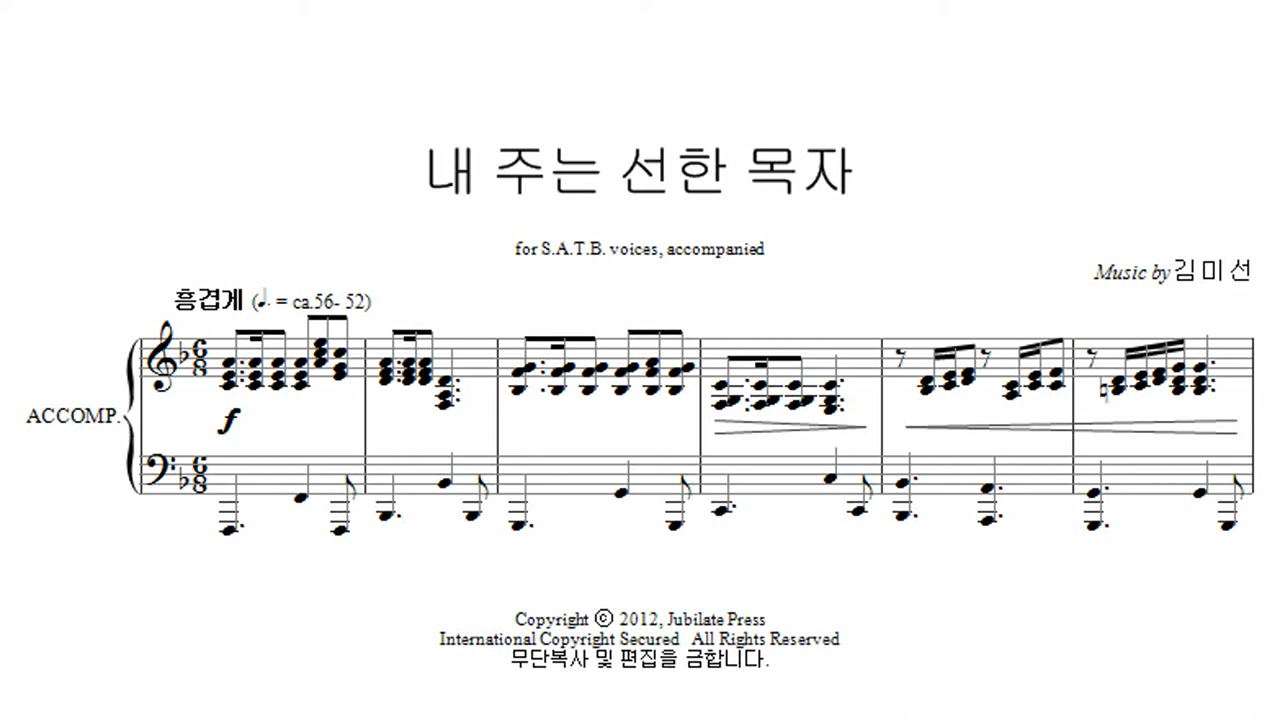 내 주는 선한 목자
for S.A.T.B. voices, accompanied
Music by 김 미 선
흥겹게 (♩. = ca.56- 52)
ACCOMP.
f
Copyright ⓒ 2012, Jubilate Press
International Copyright Secured All Rights Reserved
무단복사 및 편집을 금합니다.